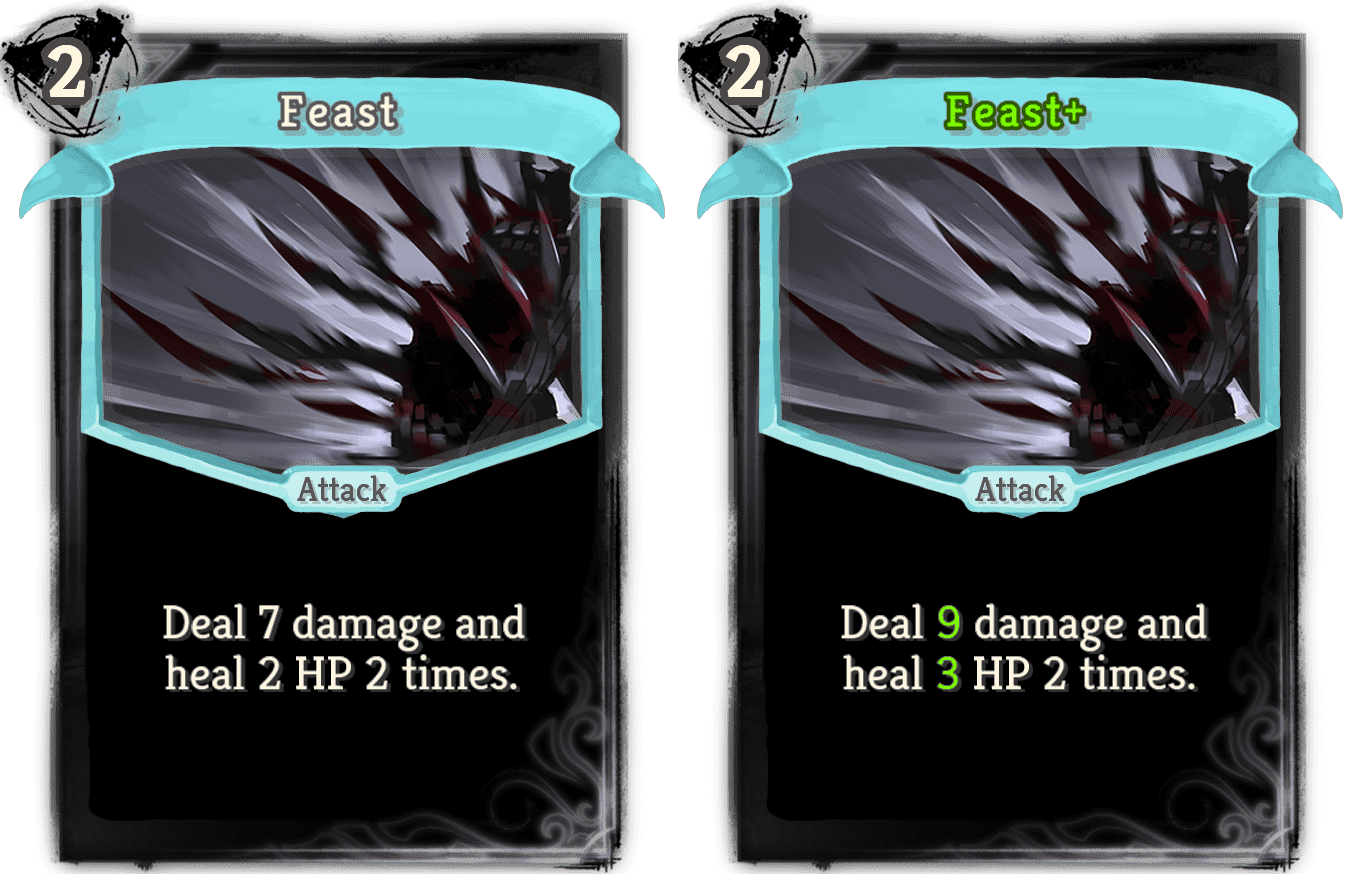 2
Feast
Attack
Deal 7 damage and
heal 2 HP 2 times.
2
Feast+
Attack
Deal 9 damage and
heal 3 HP 2 times.